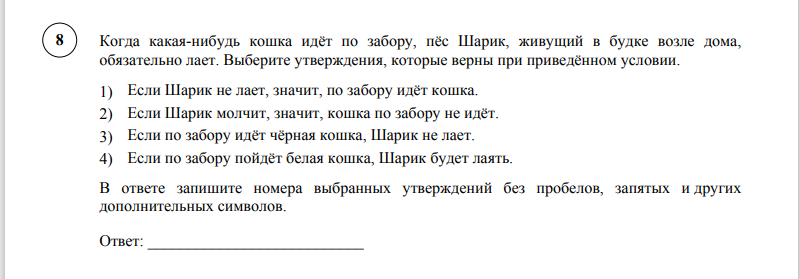 8
Когда какая-нибудь кошка идёт по забору, пёс Шарик, живущий в будке возле дома,
обязательно лает. Выберите утверждения, которые верны при приведённом условии.
1) Если Шарик не лает, значит, по забору идёт кошка.
2) Если Шарик молчит, значит, кошка по забору не идёт.
3) Если по забору идёт чёрная кошка, Шарик не лает.
4) Если по забору пойдёт белая кошка, Шарик будет лаять.
В ответе запишите номера выбранных утверждений без пробелов, запятых и других
дополнительных символов.
Ответ: ___________________________